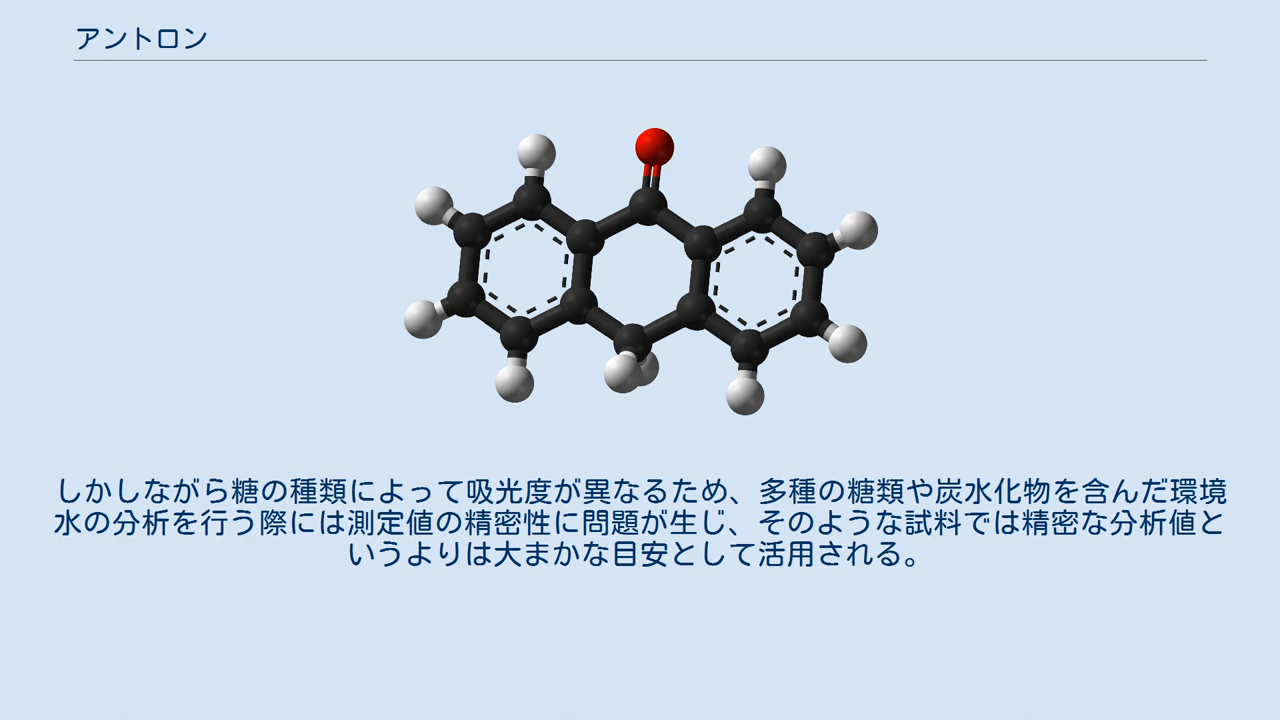 アントロン
しかしながら糖の種類によって吸光度が異なるため、多種の糖類や炭水化物を含んだ環境
水の分析を行う際には測定値の精密性に問題が生じ、そのような試料では精密な分析値と
いうよりは大まかな目安として活用される。